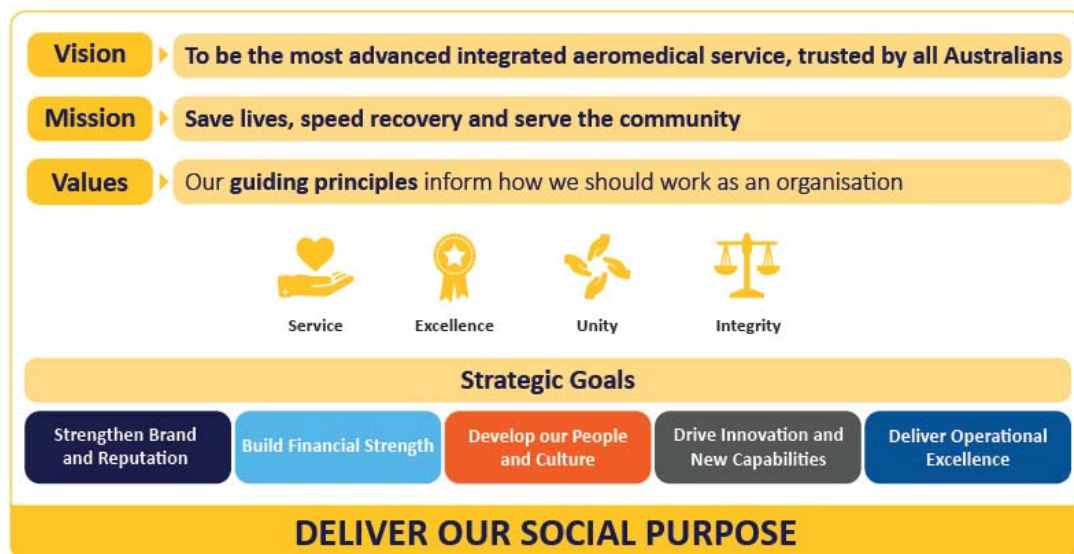 Vision
To be the most advanced integrated aeromedical service, trusted by all Australians
Mission
Save lives, speed recovery and serve the community
Values
Our guiding principles inform how we should work as an organisation
Service
Excellence
Unity
Integrity
Strategic Goals
Strengthen Brand
and Reputation
Build Financial Strength
Develop our People
and Culture
Drive Innovation and
New Capabilities
Deliver Operational
Excellence
DELIVER OUR SOCIAL PURPOSE